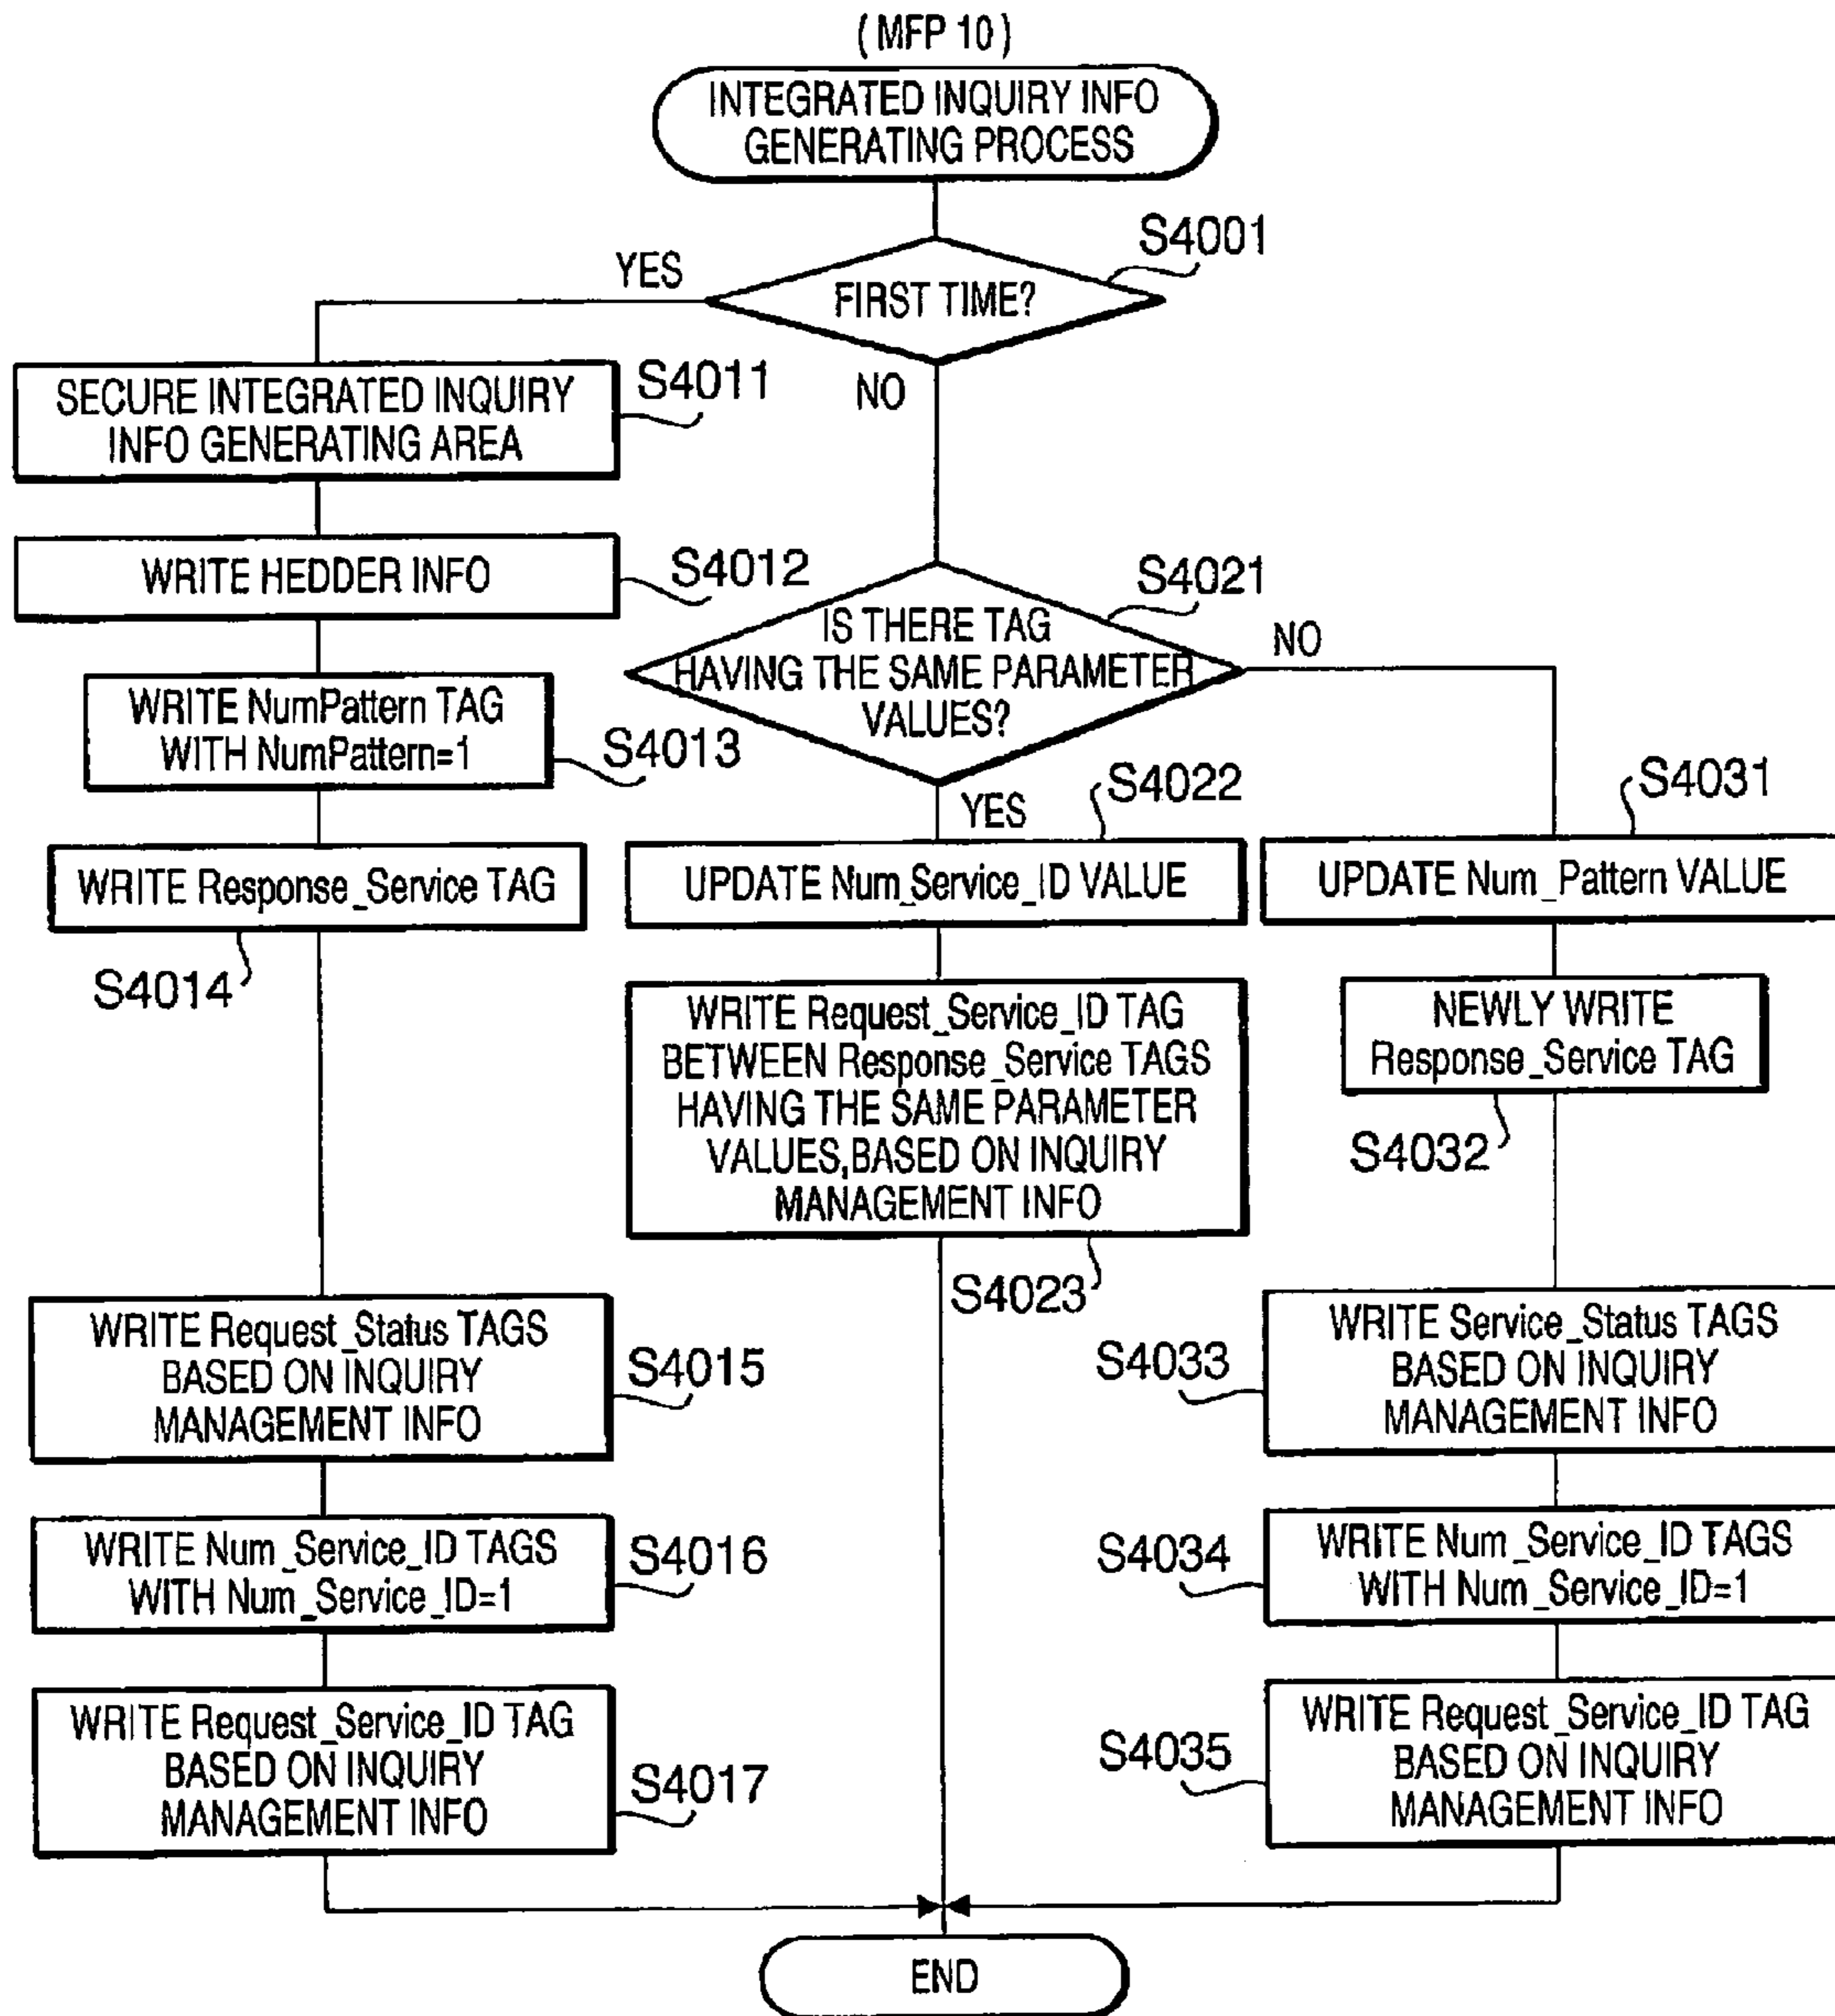 ( MFP 10 )
INTEGRATED INQUIRY INFO
GENERATING PROCESS
S4001
YES
FIRST TIME?
NO
S4011
SECURE INTEGRATED INQUIRY
INFO GENERATING AREA
S4012
WRITE HEDDER INFO
S4013
WRITE NumPattern TAG
WITH NumPattern=1
WRITE Response_Service TAG
S4014
WRITE Request_Status TAGS
BASED ON INQUIRY
MANAGEMENT INFO
S4015
WRITE Num_Service_ID TAGS
WITH Num_Service_ID=1
S4016
WRITE Request_Service_ID TAG
BASED ON INQUIRY
MANAGEMENT INFO
S4017
S4021
IS THERE TAG
HAVING THE SAME PARAMETER
VALUES?
NO
YES
S4022
UPDATE Num_Service_ID VALUE
WRITE Request_Service_ID TAG
BETWEEN Response_Service TAGS
HAVING THE SAME PARAMETER
VALUES,BASED ON INQUIRY
MANAGEMENT INFO
S4023
S4031
UPDATE Num_Pattern VALUE
NEWLY WRITE
Response_Service TAG
S4032
WRITE Service_Status TAGS
BASED ON INQUIRY
MANAGEMENT INFO
S4033
WRITE Num_Service_ID TAGS
WITH Num_Service_ID=1
S4034
WRITE Request_Service_ID TAG
BASED ON INQUIRY
MANAGEMENT INFO
S4035
END